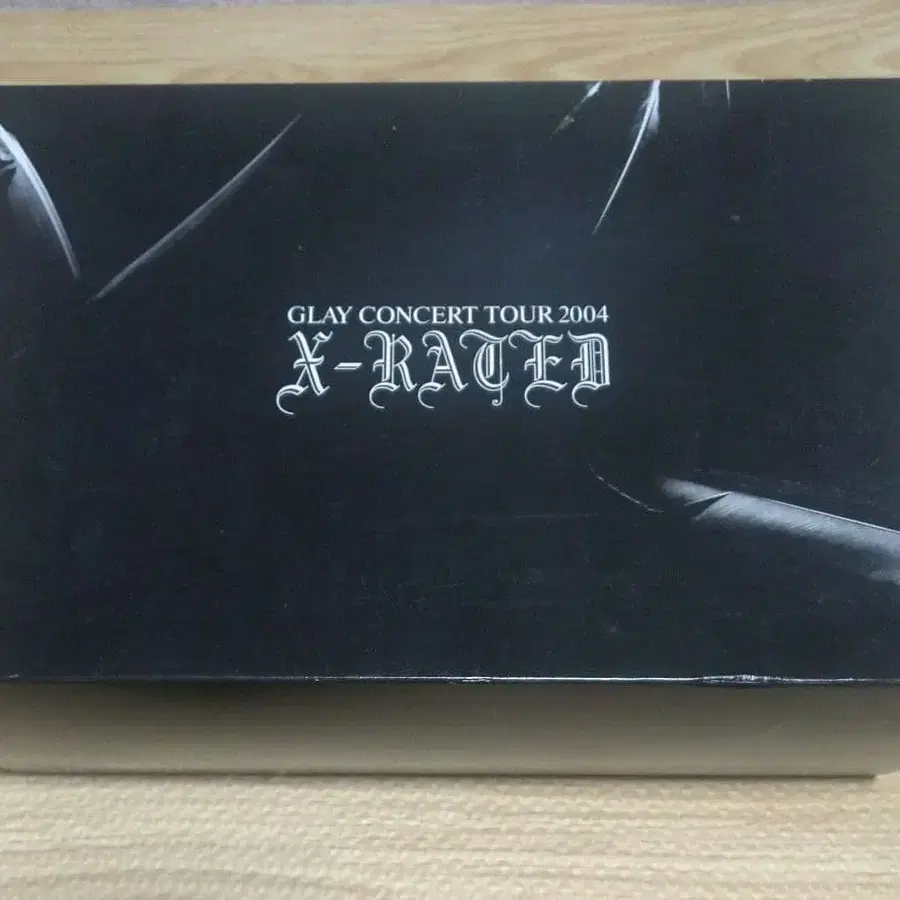 GLAY CONCERT TOUR 2004
X-RATED